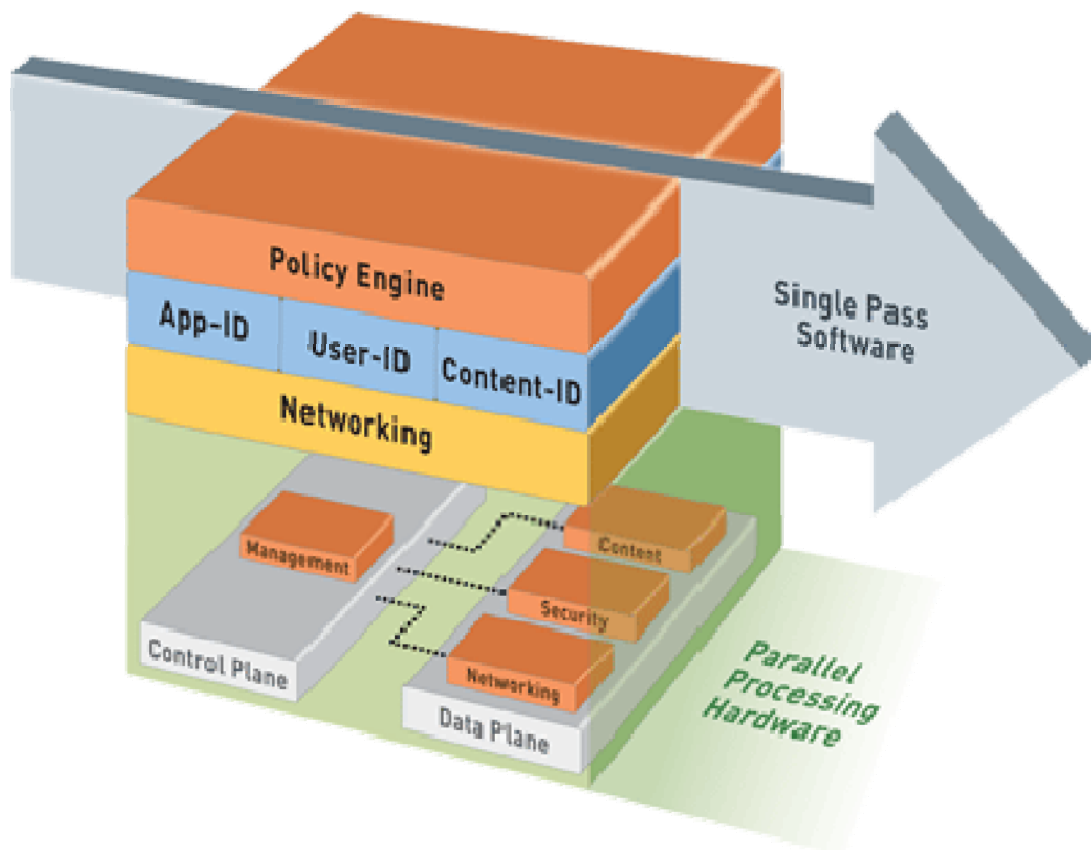 Policy Engine
App-ID
User-ID
Content-ID
Networking
Single Pass
Software
Management
Content
Security
Networking
Control Plane
Data Plane
Parallel
Processing
Hardware